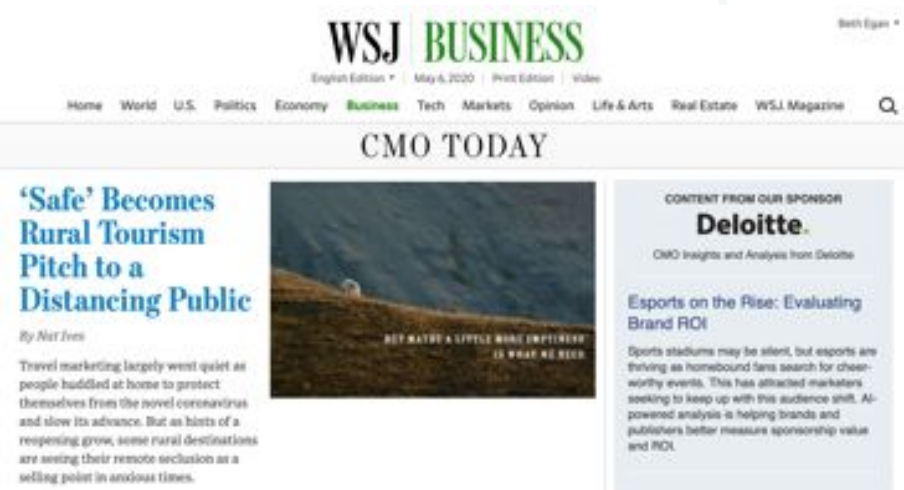 WSJ BUSINESS
Beth Egan
English Edition May 6, 2020 Print Edition Video
Home World U.S. Politics Economy Business Tech Markets Opinion Life & Arts Real Estate WSJ. Magazine
CMO TODAY
‘Safe’ Becomes
Rural Tourism
Pitch to a
Distancing Public
By Nat Ives
Travel marketing largely went quiet as
people huddled at home to protect
themselves from the novel coronavirus
and slow its advance. But as hints of a
reopening grow, some rural destinations
are seeing their remote seclusion as a
selling point in anxious times.
BUT MAYBE A LITTLE MORE EMPTINESS
IS WHAT WE NEED
CONTENT FROM OUR SPONSOR
Deloitte.
CMO Insights and Analysis from Deloitte
Esports on the Rise: Evaluating
Brand ROI
Sports stadiums may be silent, but esports are
thriving as homebound fans search for cheer-
worthy events. This has attracted marketers
seeking to keep up with this audience shift. AI-
powered analysis is helping brands and
publishers better measure sponsorship value
and ROI.